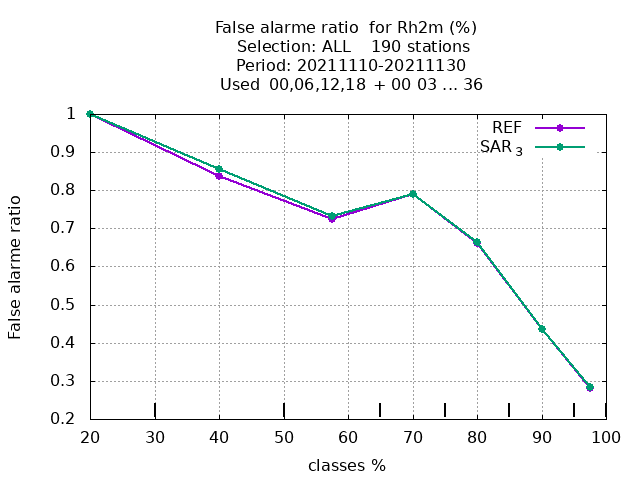 False alarme ratio  for Rh2m (%)
Selection: ALL    190 stations
Period: 20211110-20211130
Used  00,06,12,18  + 00 03 ... 36
REF
SAR 3
1
0.9
0.8
0.7
0.6
0.5
0.4
0.3
0.2
False alarme ratio
20 30 40 50 60 70 80 90 100
classes %